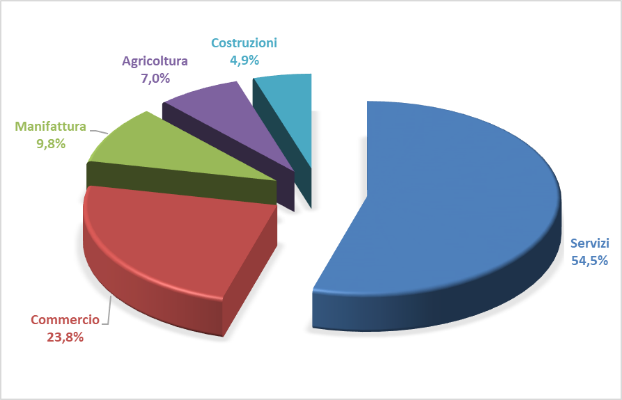 Costruzioni
4,9%
Agricoltura
7,0%
Manifattura
9,8%
Servizi
54,5%
Commercio
23,8%